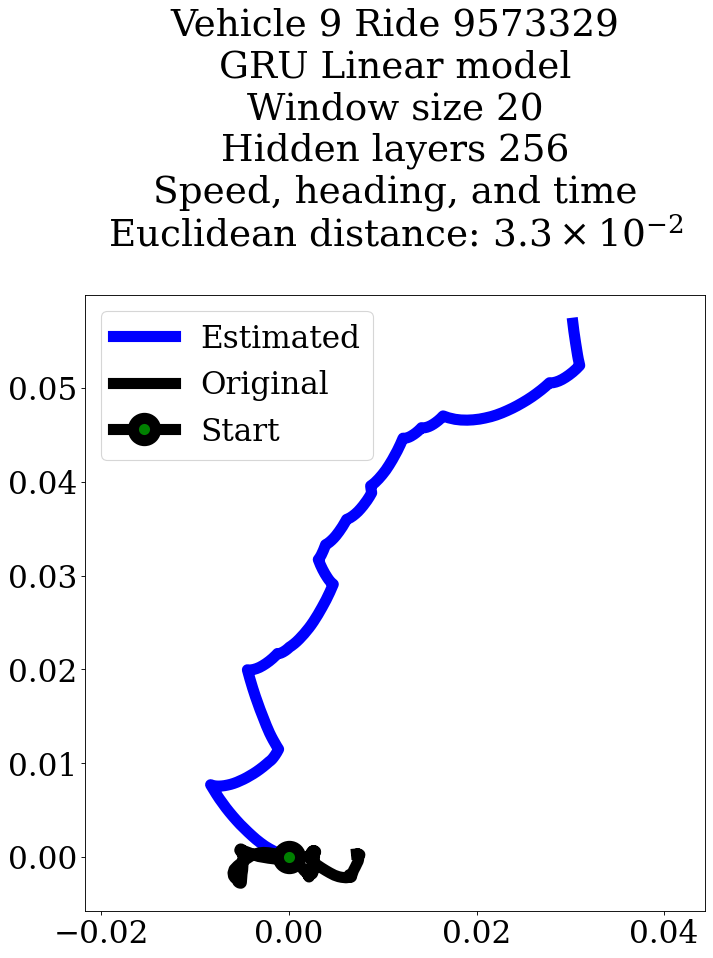 Vehicle 9 Ride 9573329
GRU Linear model
Window size 20
Hidden layers 256
Speed, heading, and time
Euclidean distance: 3.3 × 10⁻²
Estimated
Original
Start
0.05
0.04
0.03
0.02
0.01
0.00
−0.02
0.00
0.02
0.04